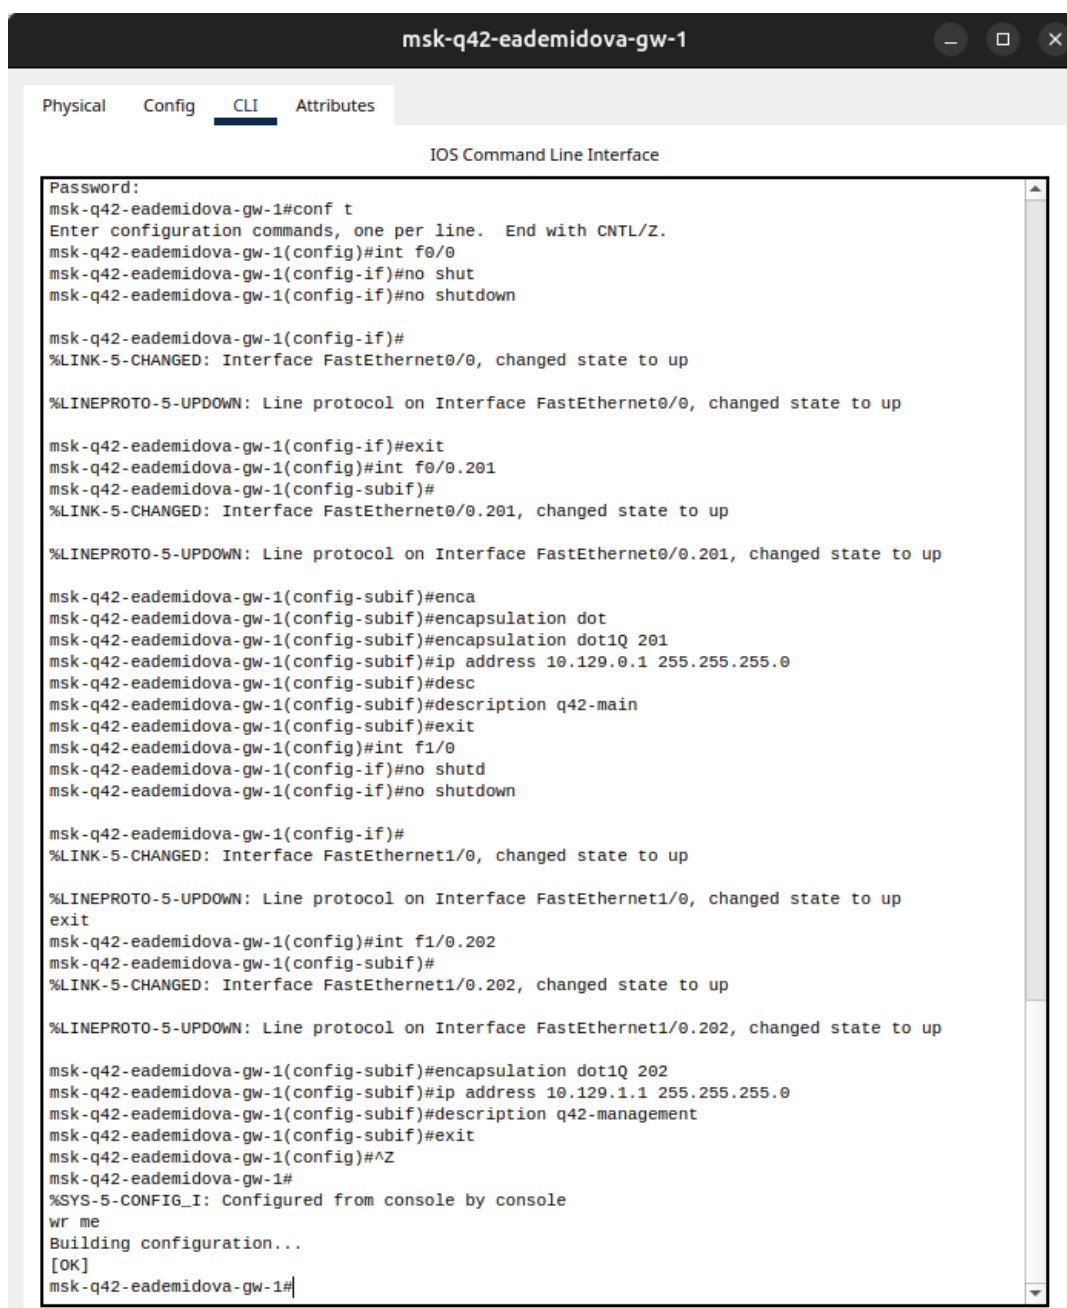 msk-q42-eademidova-gw-1
Physical Config CLI Attributes
IOS Command Line Interface
Password:
msk-q42-eademidova-gw-1#conf t
Enter configuration commands, one per line.  End with CNTL/Z.
msk-q42-eademidova-gw-1(config)#int f0/0
msk-q42-eademidova-gw-1(config-if)#no shut
msk-q42-eademidova-gw-1(config-if)#no shutdown
msk-q42-eademidova-gw-1(config-if)#
%LINK-5-CHANGED: Interface FastEthernet0/0, changed state to up
%LINEPROTO-5-UPDOWN: Line protocol on Interface FastEthernet0/0, changed state to up
msk-q42-eademidova-gw-1(config-if)#exit
msk-q42-eademidova-gw-1(config)#int f0/0.201
msk-q42-eademidova-gw-1(config-subif)#
%LINK-5-CHANGED: Interface FastEthernet0/0.201, changed state to up
%LINEPROTO-5-UPDOWN: Line protocol on Interface FastEthernet0/0.201, changed state to up
msk-q42-eademidova-gw-1(config-subif)#enca
msk-q42-eademidova-gw-1(config-subif)#encapsulation dot
msk-q42-eademidova-gw-1(config-subif)#encapsulation dot1Q 201
msk-q42-eademidova-gw-1(config-subif)#ip address 10.129.0.1 255.255.255.0
msk-q42-eademidova-gw-1(config-subif)#desc
msk-q42-eademidova-gw-1(config-subif)#description q42-main
msk-q42-eademidova-gw-1(config-subif)#exit
msk-q42-eademidova-gw-1(config)#int f1/0
msk-q42-eademidova-gw-1(config-if)#no shutd
msk-q42-eademidova-gw-1(config-if)#no shutdown
msk-q42-eademidova-gw-1(config-if)#
%LINK-5-CHANGED: Interface FastEthernet1/0, changed state to up
%LINEPROTO-5-UPDOWN: Line protocol on Interface FastEthernet1/0, changed state to up
exit
msk-q42-eademidova-gw-1(config)#int f1/0.202
msk-q42-eademidova-gw-1(config-subif)#
%LINK-5-CHANGED: Interface FastEthernet1/0.202, changed state to up
%LINEPROTO-5-UPDOWN: Line protocol on Interface FastEthernet1/0.202, changed state to up
msk-q42-eademidova-gw-1(config-subif)#encapsulation dot1Q 202
msk-q42-eademidova-gw-1(config-subif)#ip address 10.129.1.1 255.255.255.0
msk-q42-eademidova-gw-1(config-subif)#description q42-management
msk-q42-eademidova-gw-1(config-subif)#exit
msk-q42-eademidova-gw-1(config)#^Z
msk-q42-eademidova-gw-1#
%SYS-5-CONFIG_I: Configured from console by console
wr me
Building configuration...
[OK]
msk-q42-eademidova-gw-1#